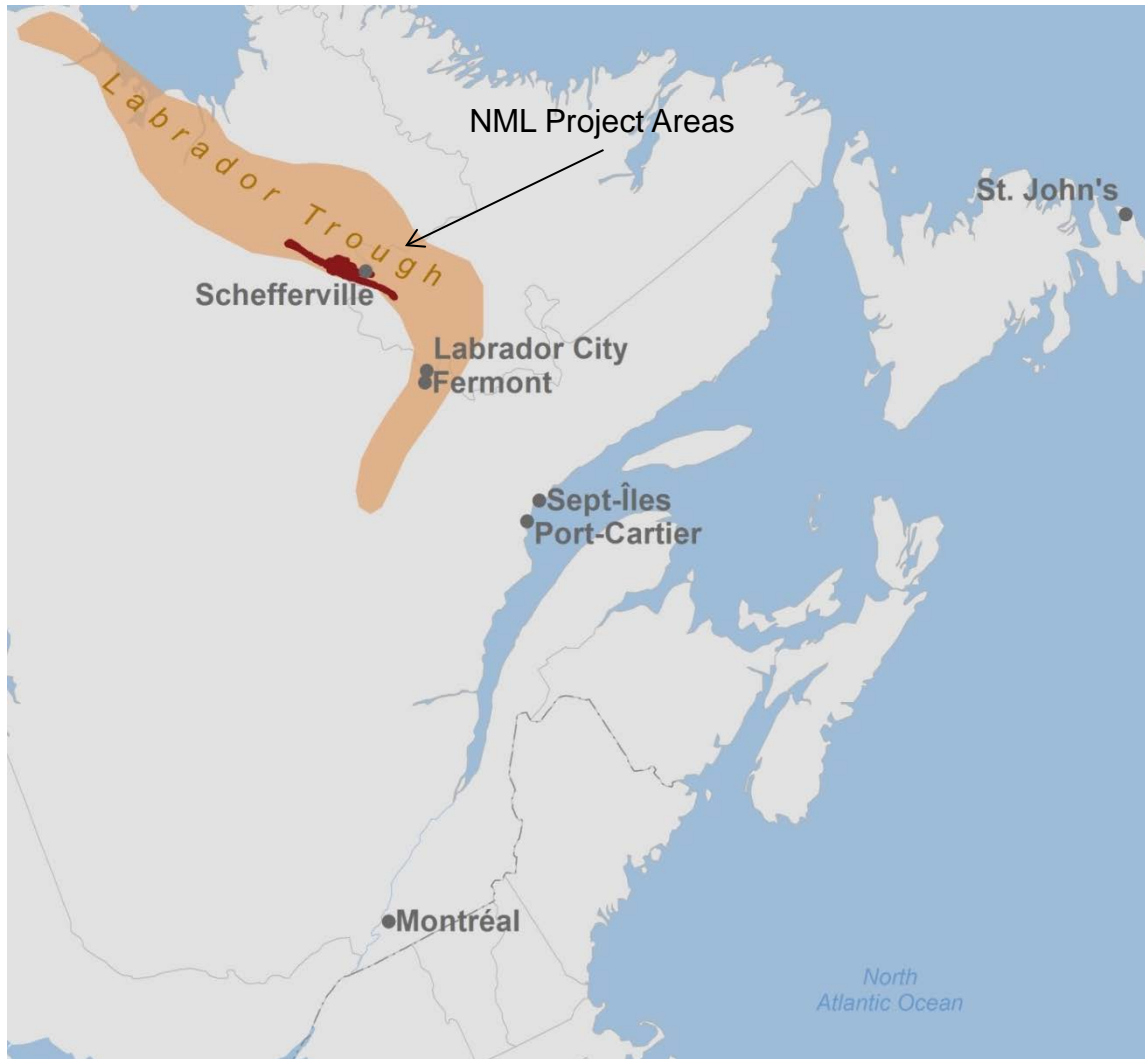 Labrador Trough
NML Project Areas
St. John's
Schefferville
Labrador City
Fermont
Sept-Îles
Port-Cartier
Montréal
North
Atlantic Ocean